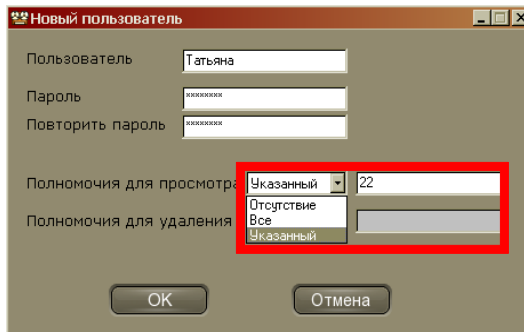 Новый пользователь
Пользователь Татьяна
Пароль ********
Повторить пароль ********
Полномочия для просмотра Указанный 22
Отсутствие
Полномочия для удаления Все
Указанный
OK Отмена